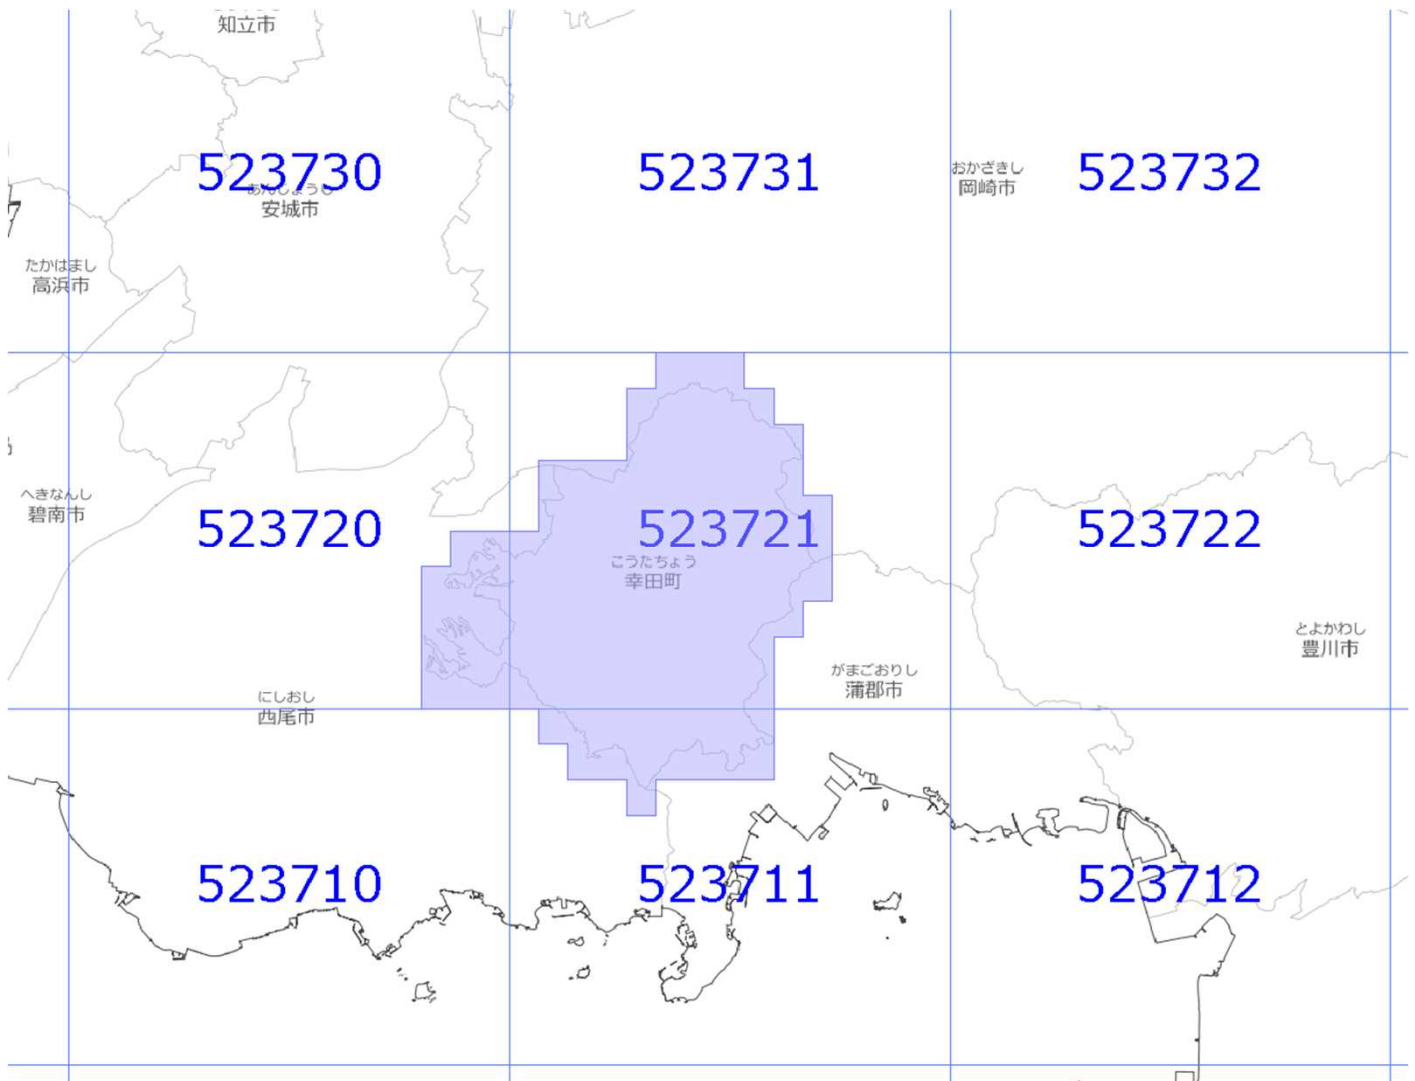 知立市
523730
あんじょうし
安城市
523731
おかざきし
岡崎市
523732
7
たかはまし
高浜市
へきなんし
碧南市
523720
523721
こうたちょう
幸田町
523722
とよかわし
豊川市
がまごおりし
蒲郡市
にしおし
西尾市
523710
523711
523712